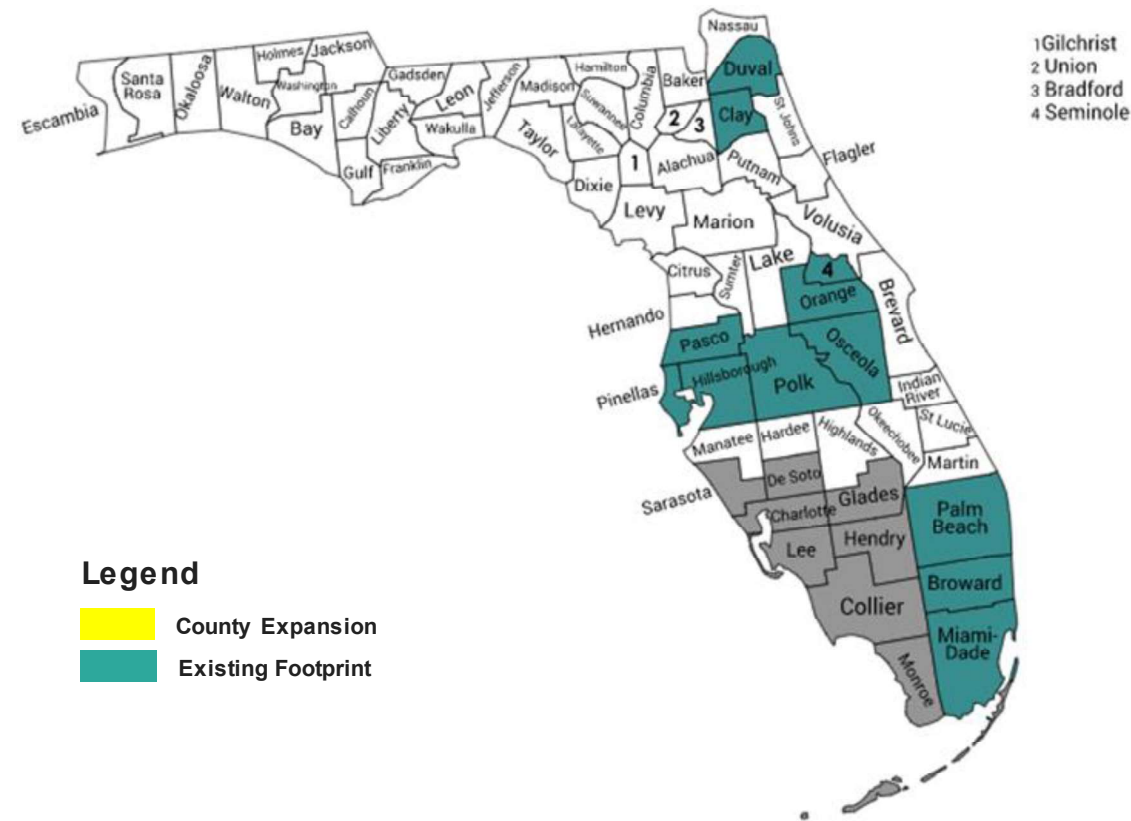 Nassau
1Gilchrist
2 Union
3 Bradford
4 Seminole
Escambia
Santa
Rosa
Okaloosa
Walton
Holmes
Jackson
Washington
Bay
Calhoun
Gulf
Liberty
Gadsden
Franklin
Leon
Wakulla
Jefferson
Madison
Taylor
Hamilton
Suwannee
Lafayette
Dixie
Columbia
Baker
Duval
Clay
St Johns
2
3
1
Alachua
Putnam
Flagler
Levy
Marion
Volusia
Citrus
Sumter
Lake
4
Orange
Brevard
Hernando
Pasco
Pinellas
Hillsborough
Polk
Osceola
Indian
River
Manatee
Hardee
Highlands
Okeechobee
St Lucie
Martin
Sarasota
De Soto
Charlotte
Glades
Lee
Hendry
Palm
Beach
Collier
Broward
Monroe
Miami-
Dade
Legend
County Expansion
Existing Footprint